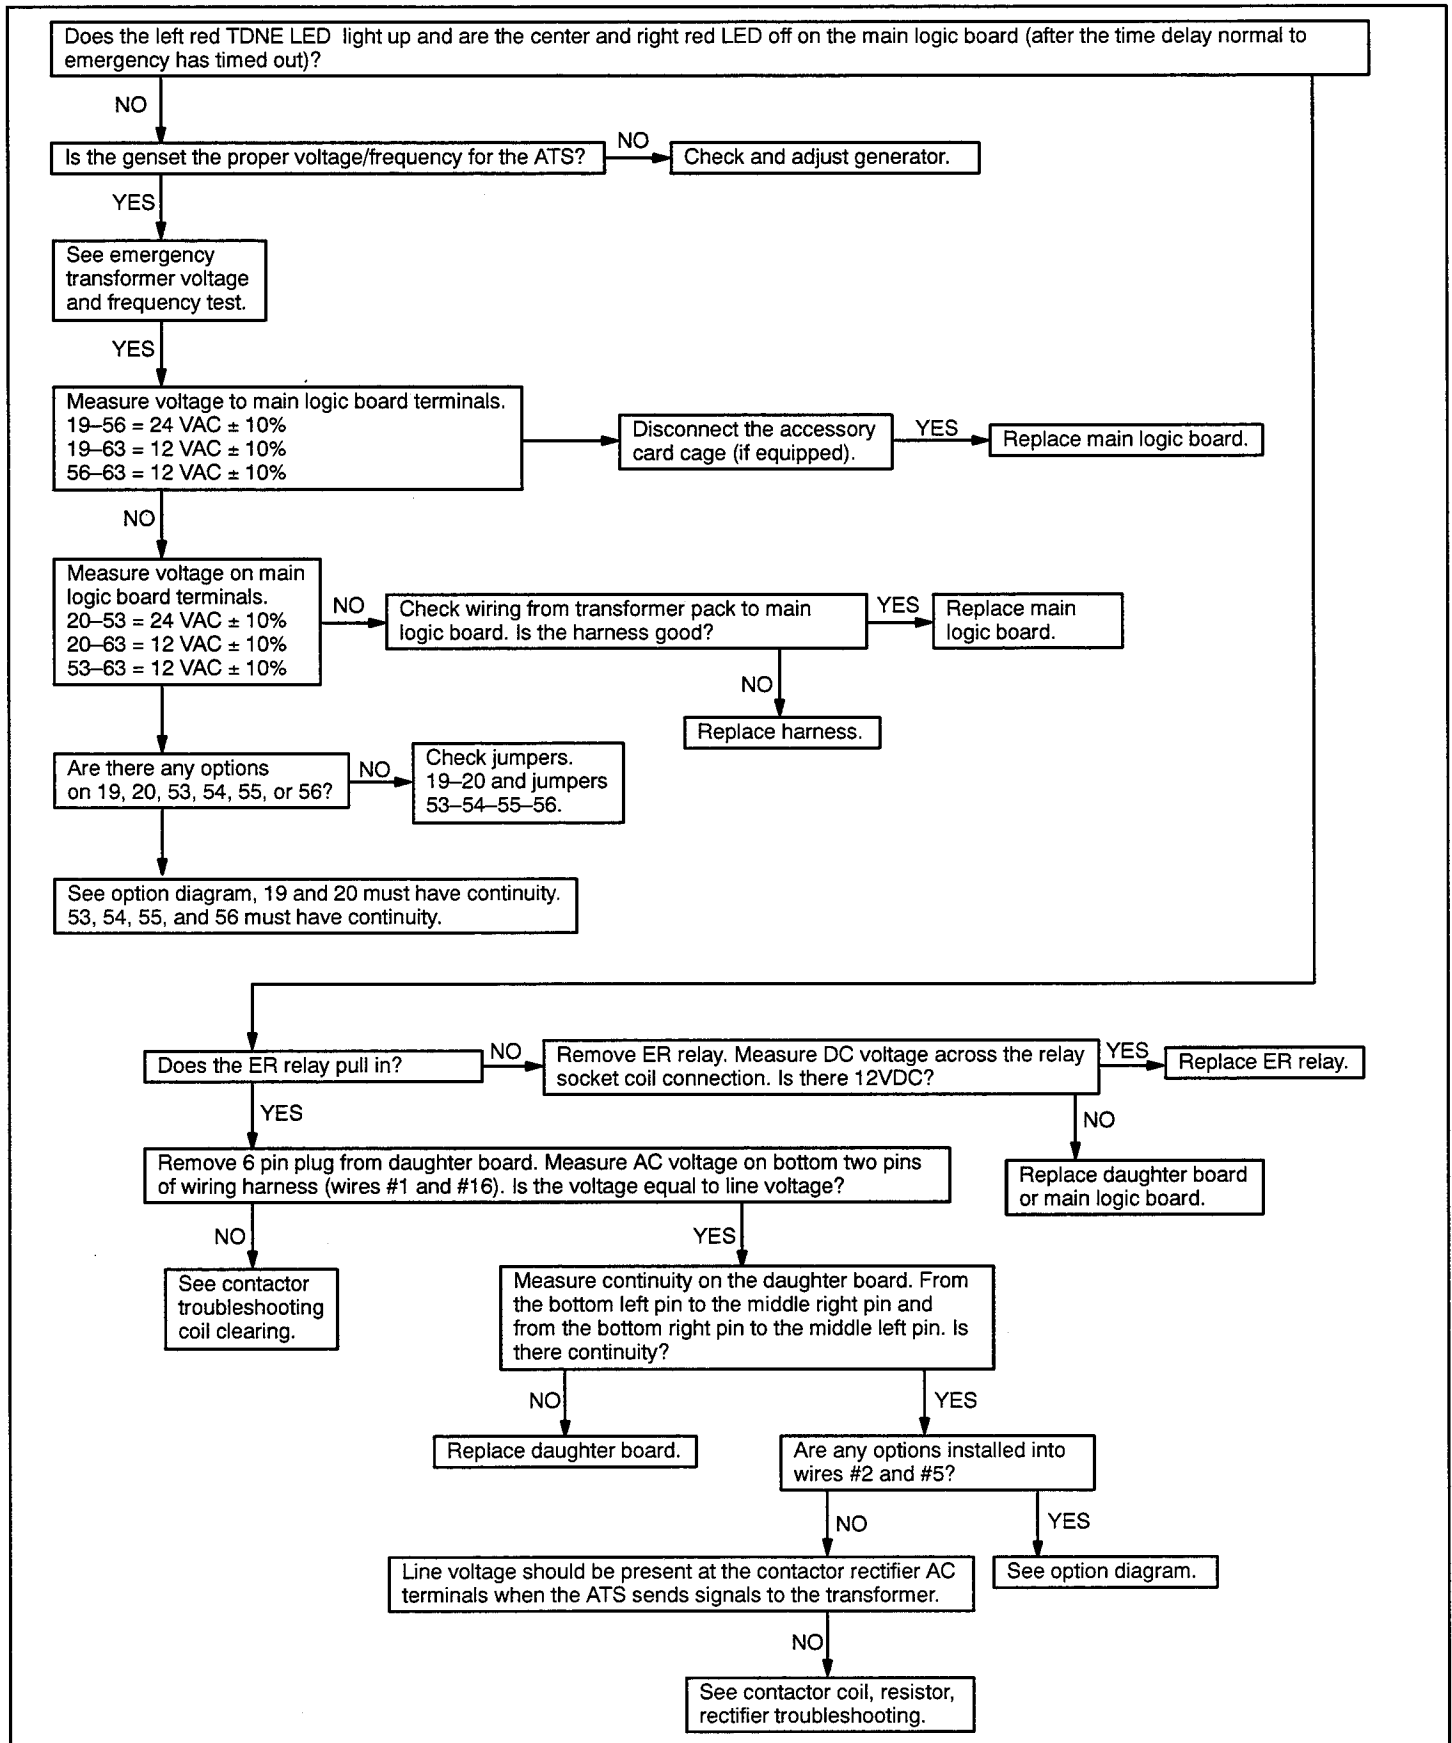 Does the left red TDNE LED light up and are the center and right red LED off on the main logic board (after the time delay normal to
emergency has timed out)?
NO
Is the genset the proper voltage/frequency for the ATS?
NO
Check and adjust generator.
YES
See emergency
transformer voltage
and frequency test.
YES
Measure voltage to main logic board terminals.
19–56 = 24 VAC ± 10%
19–63 = 12 VAC ± 10%
56–63 = 12 VAC ± 10%
Disconnect the accessory
card cage (if equipped).
YES
Replace main logic board.
NO
Measure voltage on main
logic board terminals.
20–53 = 24 VAC ± 10%
20–63 = 12 VAC ± 10%
53–63 = 12 VAC ± 10%
NO
Check wiring from transformer pack to main
logic board. Is the harness good?
YES
Replace main
logic board.
NO
Replace harness.
Are there any options
on 19, 20, 53, 54, 55, or 56?
NO
Check jumpers.
19–20 and jumpers
53–54–55–56.
See option diagram, 19 and 20 must have continuity.
53, 54, 55, and 56 must have continuity.
Does the ER relay pull in?
NO
Remove ER relay. Measure DC voltage across the relay
socket coil connection. Is there 12VDC?
YES
Replace ER relay.
YES
NO
Remove 6 pin plug from daughter board. Measure AC voltage on bottom two pins
of wiring harness (wires #1 and #16). Is the voltage equal to line voltage?
Replace daughter board
or main logic board.
NO
YES
See contactor
troubleshooting
coil clearing.
Measure continuity on the daughter board. From
the bottom left pin to the middle right pin and
from the bottom right pin to the middle left pin. Is
there continuity?
NO
YES
Replace daughter board.
Are any options installed into
wires #2 and #5?
NO
YES
Line voltage should be present at the contactor rectifier AC
terminals when the ATS sends signals to the transformer.
See option diagram.
NO
See contactor coil, resistor,
rectifier troubleshooting.